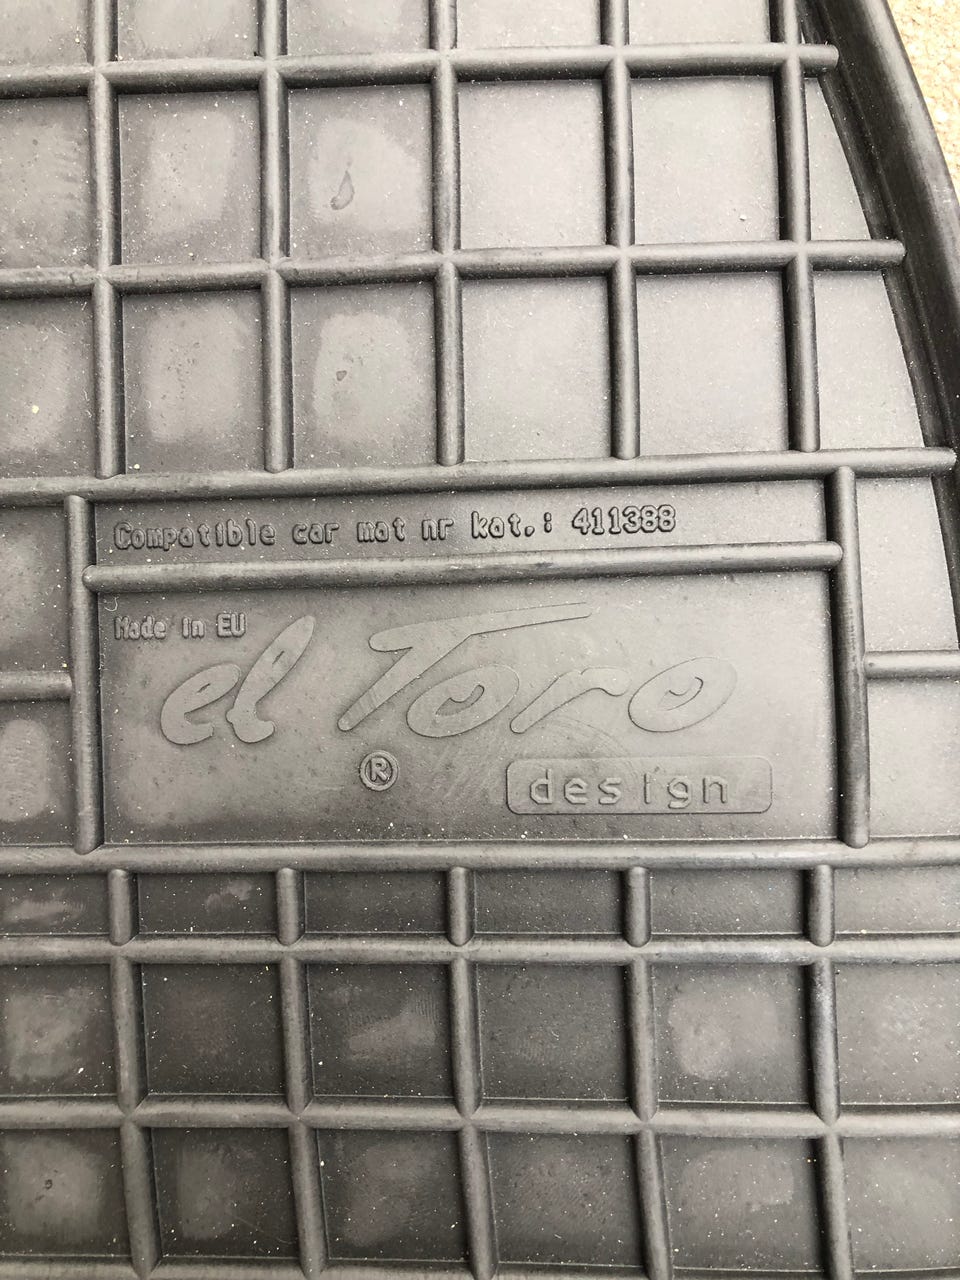 Compatible car mat nr kat.: 411388
Made in EU
el Toro
®
design